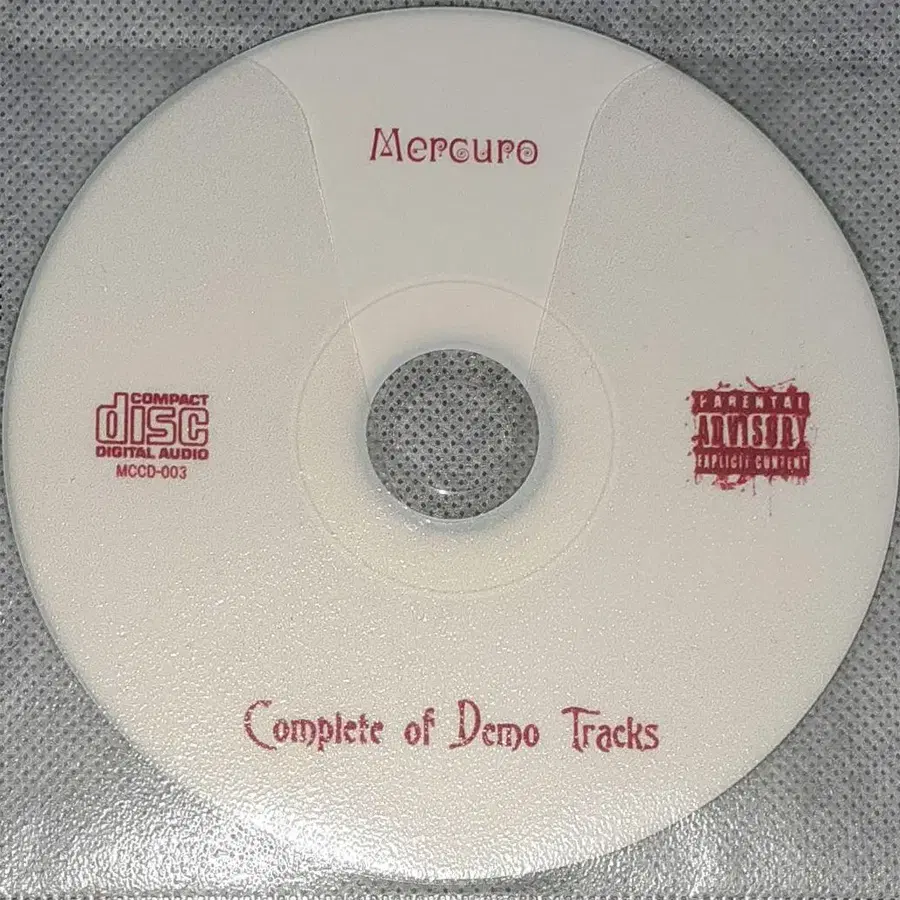 Mercuro
COMPACT
disc
DIGITAL AUDIO
MCCD-003
PARENTAL
ADVISORY
EXPLICIT CONTENT
Complete of Demo Tracks